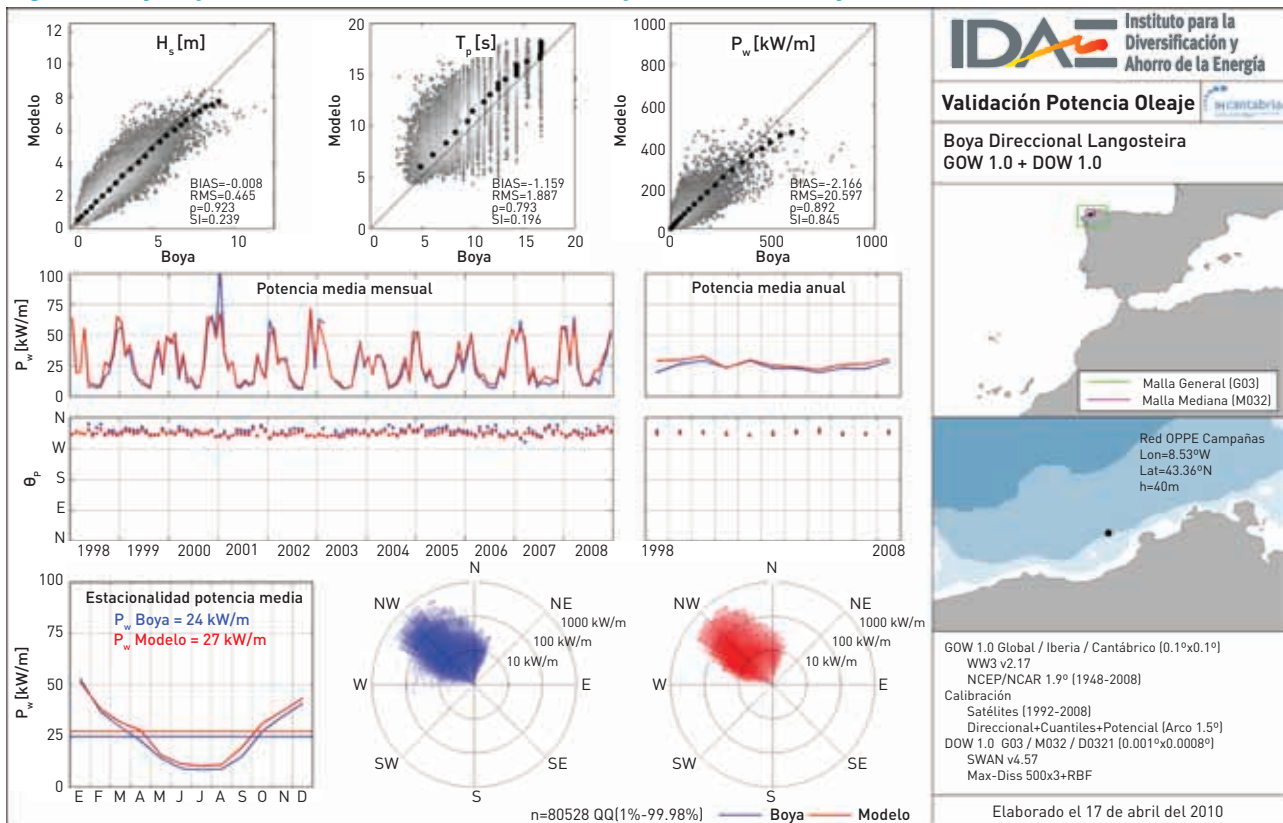 H_s [m]
12
10
8
6
4
2
0
Modelo
0 5 10
Boya
BIAS=-0.008
RMS=0.465
ρ=0.923
SI=0.239
T_p [s]
20
15
10
5
0
Modelo
0 5 10 15 20
Boya
BIAS=-1.159
RMS=1.887
ρ=0.793
SI=0.196
P_w [kW/m]
1000
800
600
400
200
0
Modelo
0 500 1000
Boya
BIAS=-2.166
RMS=20.597
ρ=0.892
SI=0.845
Potencia media mensual
P_w [kW/m]
100
75
50
25
0
Potencia media anual
θ_P
N
W
S
E
N
1998 1999 2000 2001 2002 2003 2004 2005 2006 2007 2008
1998 2008
Estacionalidad potencia media
P_w Boya = 24 kW/m
P_w Modelo = 27 kW/m
P_w [kW/m]
100
75
50
25
0
E F M A M J J A S O N D
N
NW NE
1000 kW/m
100 kW/m
10 kW/m
W E
SW SE
S
N
NW NE
1000 kW/m
100 kW/m
10 kW/m
W E
SW SE
S
n=80528 QQ(1%-99.98%) Boya Modelo
IDAE
Instituto para la
Diversificación y
Ahorro de la Energía
Validación Potencia Oleaje
IHcantabria
Boya Direccional Langosteira
GOW 1.0 + DOW 1.0
Malla General (G03)
Malla Mediana (M032)
Red OPPE Campañas
Lon=8.53ºW
Lat=43.36ºN
h=40m
GOW 1.0 Global / Iberia / Cantábrico (0.1ºx0.1º)
WW3 v2.17
NCEP/NCAR 1.9º (1948-2008)
Calibración
Satélites (1992-2008)
Direccional+Cuantiles+Potencial (Arco 1.5º)
DOW 1.0 G03 / M032 / D0321 (0.001ºx0.0008º)
SWAN v4.57
Max-Diss 500x3+RBF
Elaborado el 17 de abril del 2010